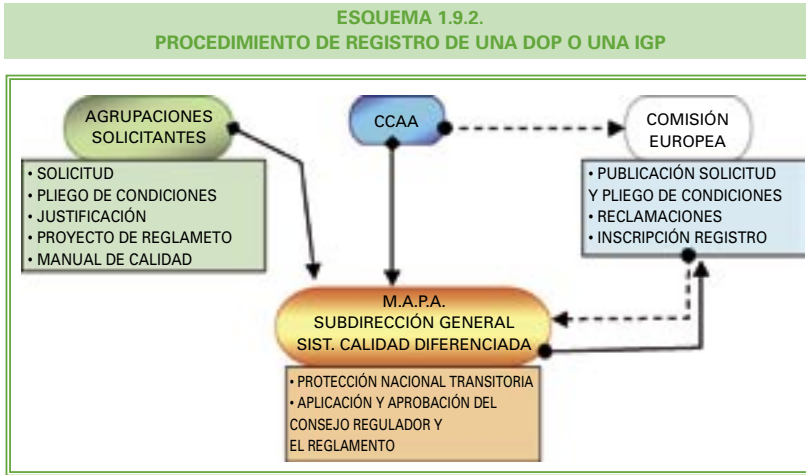 ESQUEMA 1.9.2.
PROCEDIMIENTO DE REGISTRO DE UNA DOP O UNA IGP
AGRUPACIONES
SOLICITANTES
• SOLICITUD
• PLIEGO DE CONDICIONES
• JUSTIFICACIÓN
• PROYECTO DE REGLAMETO
• MANUAL DE CALIDAD
CCAA
COMISIÓN
EUROPEA
• PUBLICACIÓN SOLICITUD
Y PLIEGO DE CONDICIONES
• RECLAMACIONES
• INSCRIPCIÓN REGISTRO
M.A.P.A.
SUBDIRECCIÓN GENERAL
SIST. CALIDAD DIFERENCIADA
• PROTECCIÓN NACIONAL TRANSITORIA
• APLICACIÓN Y APROBACIÓN DEL
CONSEJO REGULADOR Y
EL REGLAMENTO